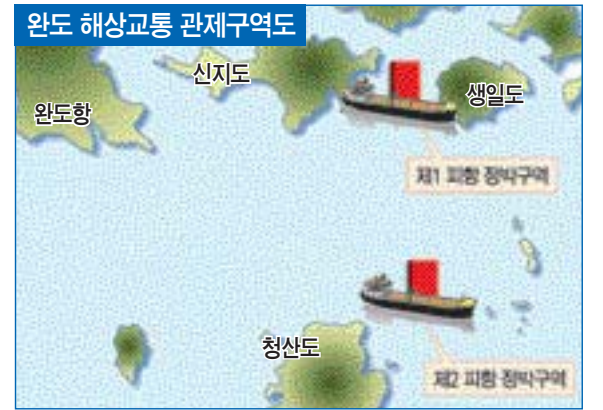 완도 해상교통 관제구역도
신지도
생일도
완도항
제1 피항 정박구역
청산도
제2 피항 정박구역